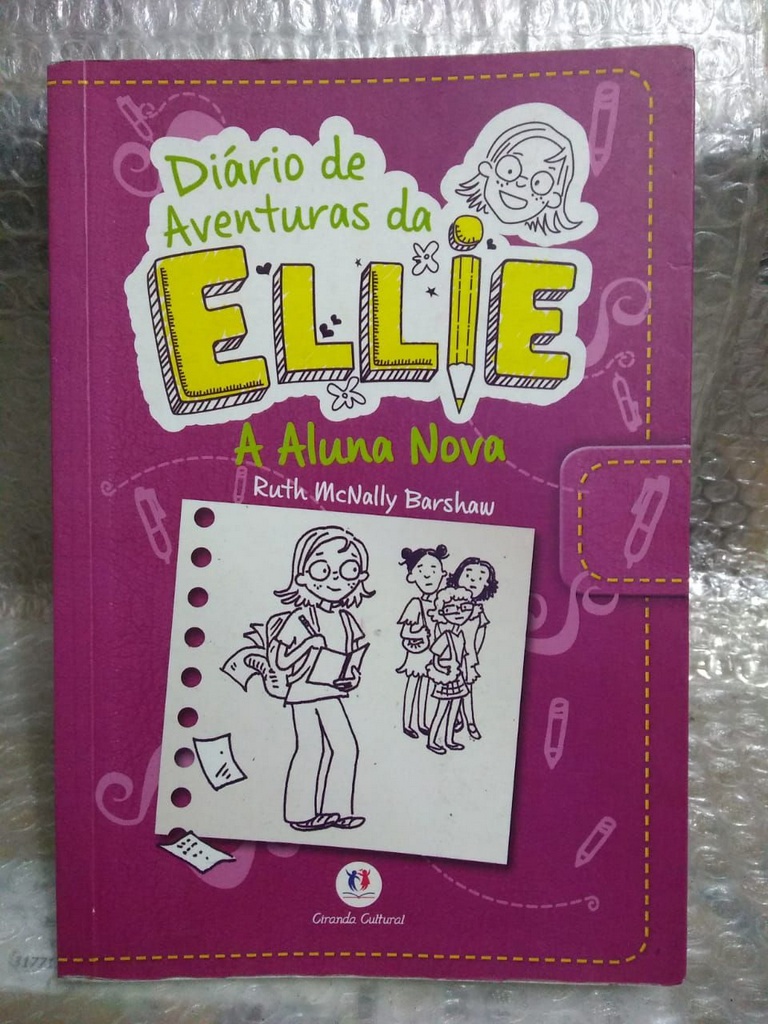 Diário de
Aventuras da
ELLIE
A Aluna Nova
Ruth McNally Barshaw
Ciranda Cultural